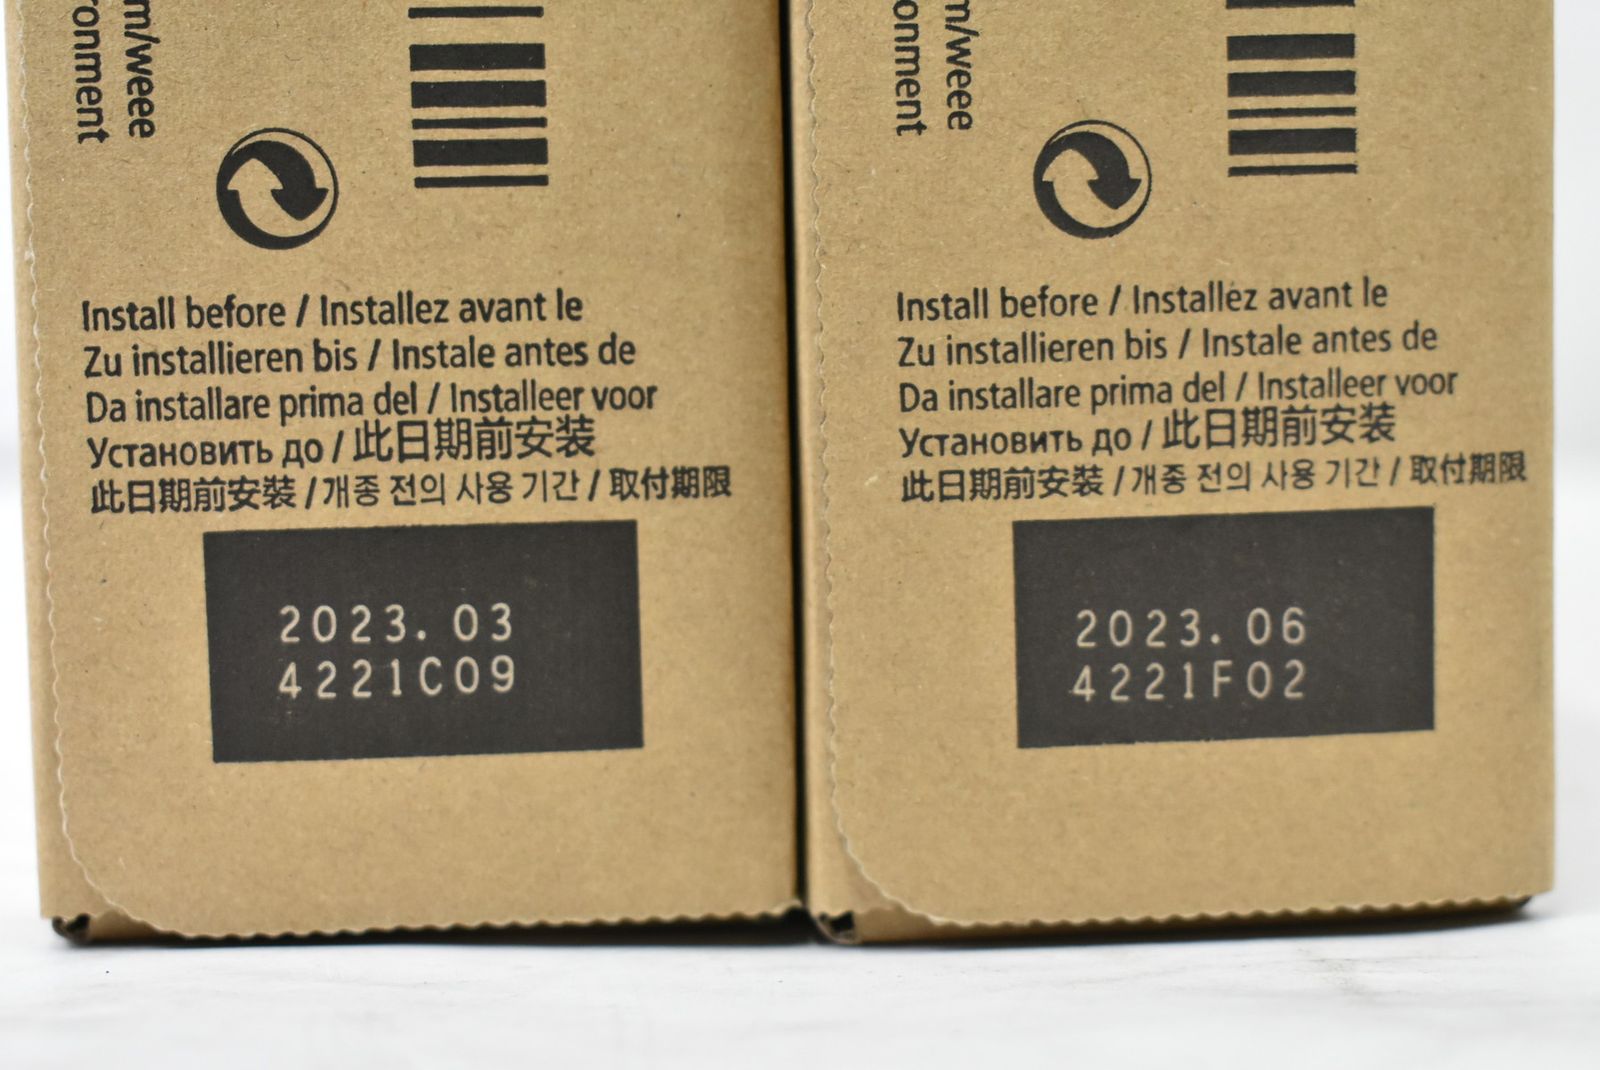 m/weee
onment
Install before / Installez avant le
Zu installieren bis / Instale antes de
Da installare prima del / Installeer voor
Установить до / 此日期前安装
此日期前安裝 / 개종 전의 사용 기간 / 取付期限
2023. 03
4221C09
m/weee
onment
Install before / Installez avant le
Zu installieren bis / Instale antes de
Da installare prima del / Installeer voor
Установить до / 此日期前安装
此日期前安裝 / 개종 전의 사용 기간 / 取付期限
2023. 06
4221F02